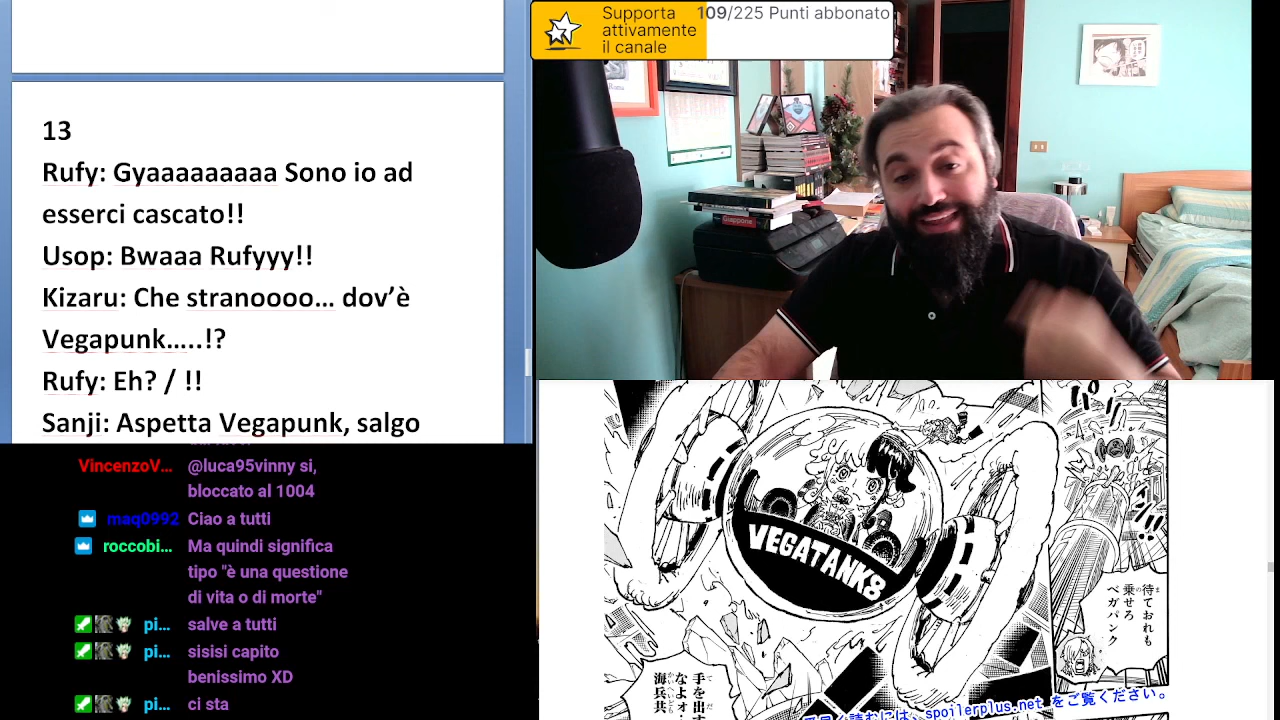 Supporta
attivamente
il canale
109/225 Punti abbonato
13
Rufy: Gyaaaaaaaaa Sono io ad
esserci cascato!!
Usop: Bwaaa Rufyyy!!
Kizaru: Che stranoooo... dov'è
Vegapunk.....!?
Rufy: Eh? / !!
Sanji: Aspetta Vegapunk, salgo
VincenzoV... @luca95vinny si,
bloccato al 1004
maq0992 Ciao a tutti
roccobi... Ma quindi significa
tipo "è una questione
di vita o di morte"
pi... salve a tutti
pi... sisisi capito
benissimo XD
pi... ci sta
Giappone
VEGATANK8
待ておれも
乗せろ
ベガパンク
手を出す
なよォ
海兵共
spoilerplus.net をご覧ください。